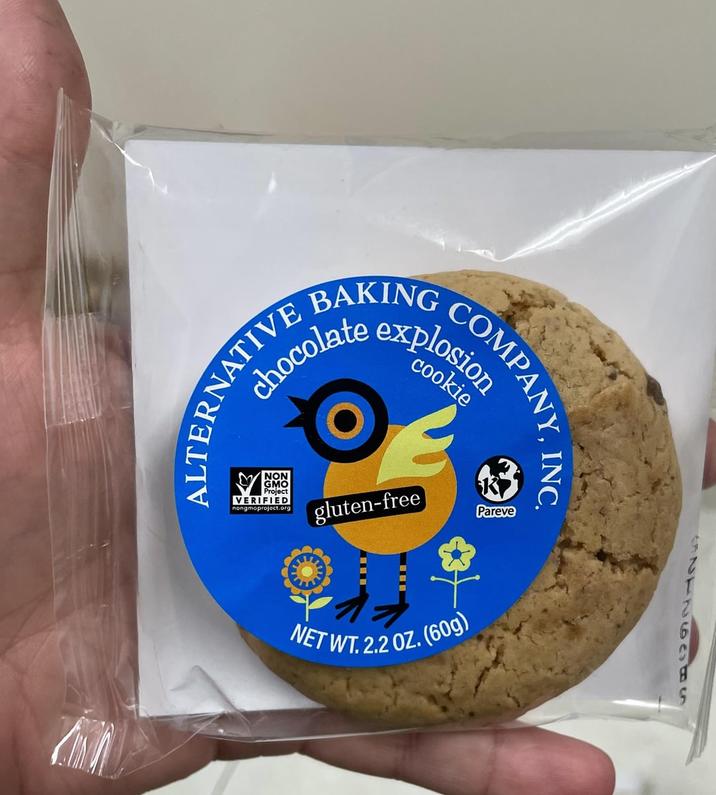 ALTERNATIVE BAKING COMPANY, INC.
chocolate explosion
cookie
NON
GMO
Project
VERIFIED
nongmoproject.org
gluten-free
K
Pareve
NET WT. 2.2 OZ. (60g)